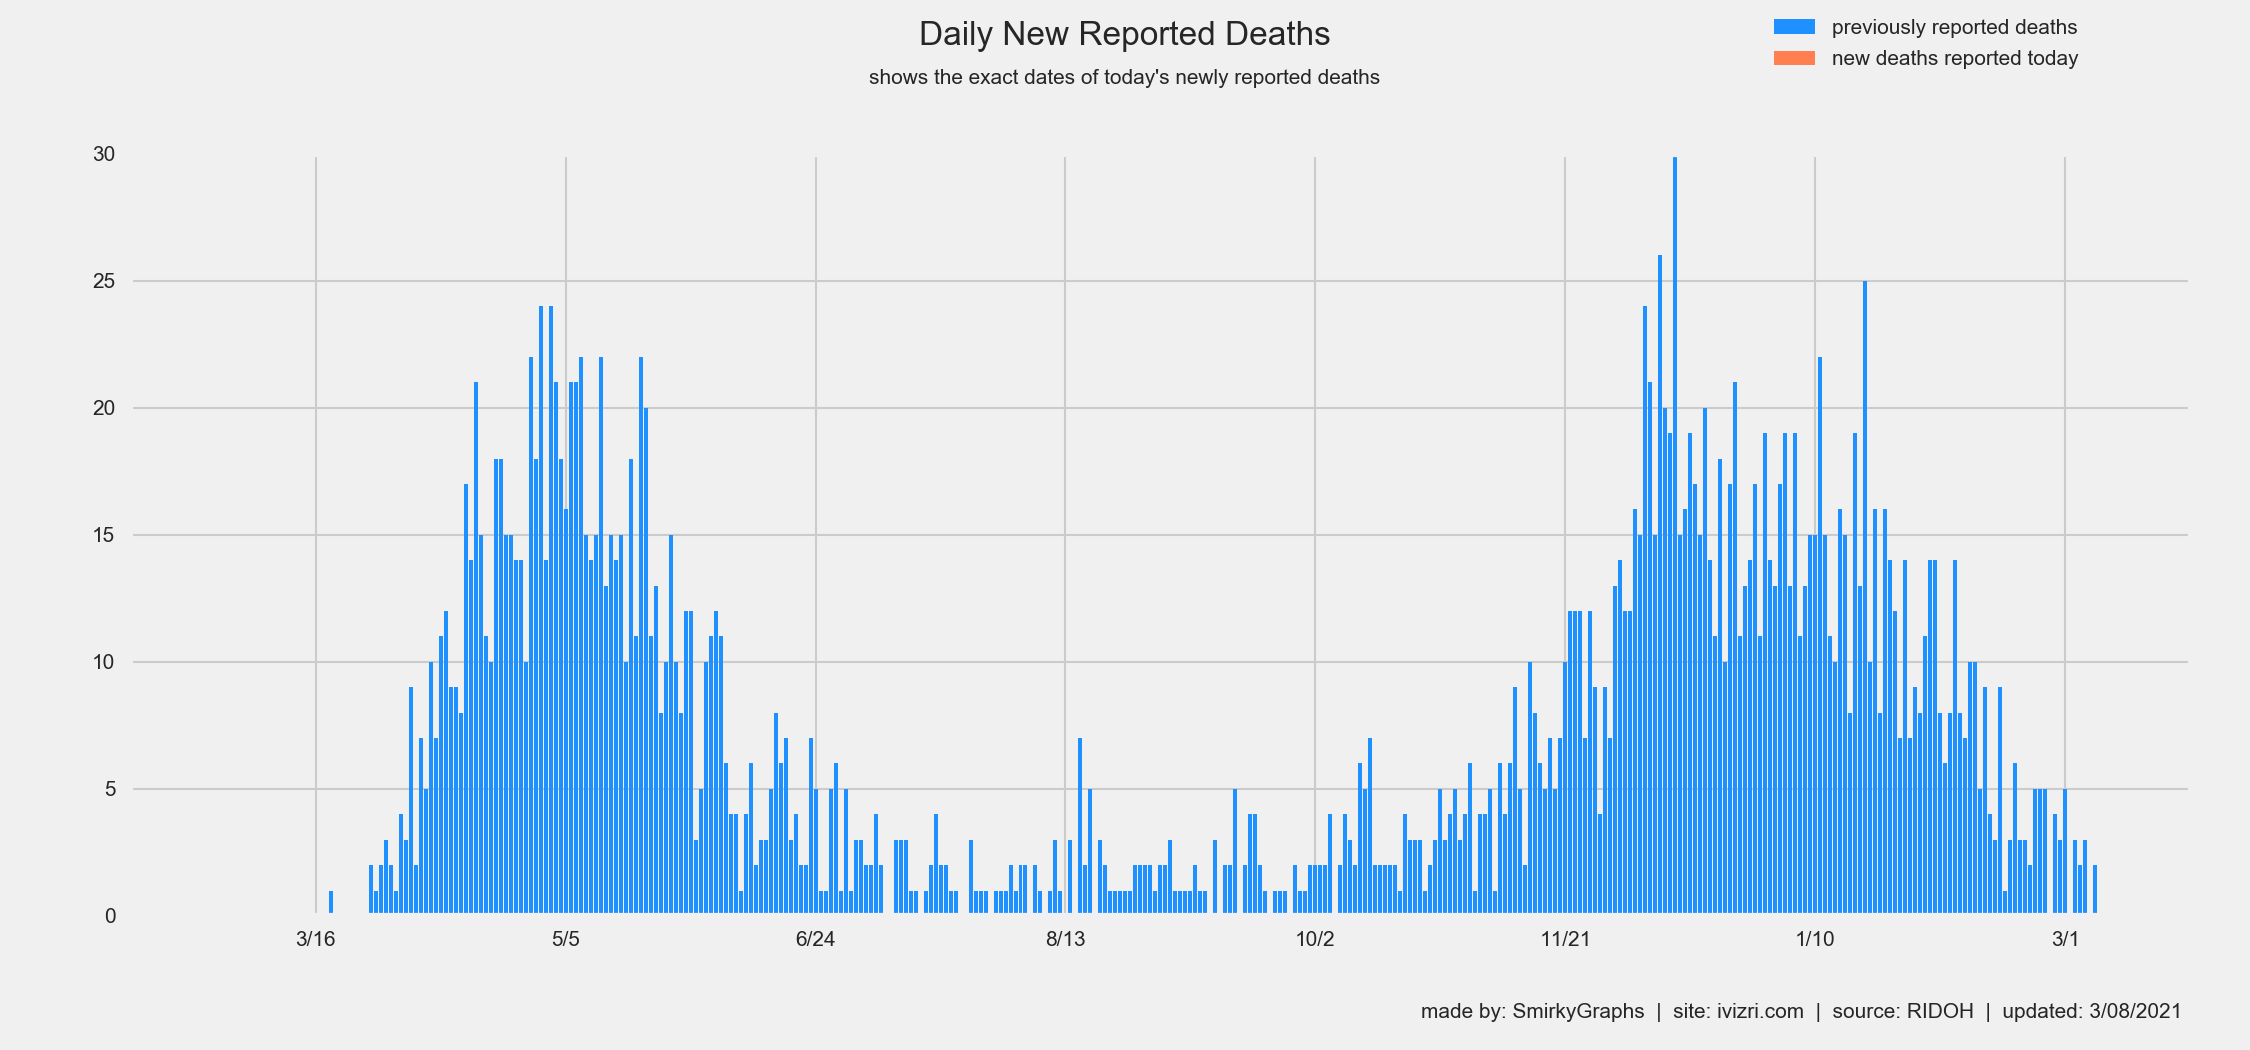 Daily New Reported Deaths
shows the exact dates of today's newly reported deaths
previously reported deaths
new deaths reported today
30
25
20
15
10
5
0
3/16 5/5 6/24 8/13 10/2 11/21 1/10 3/1
made by: SmirkyGraphs | site: ivizri.com | source: RIDOH | updated: 3/08/2021